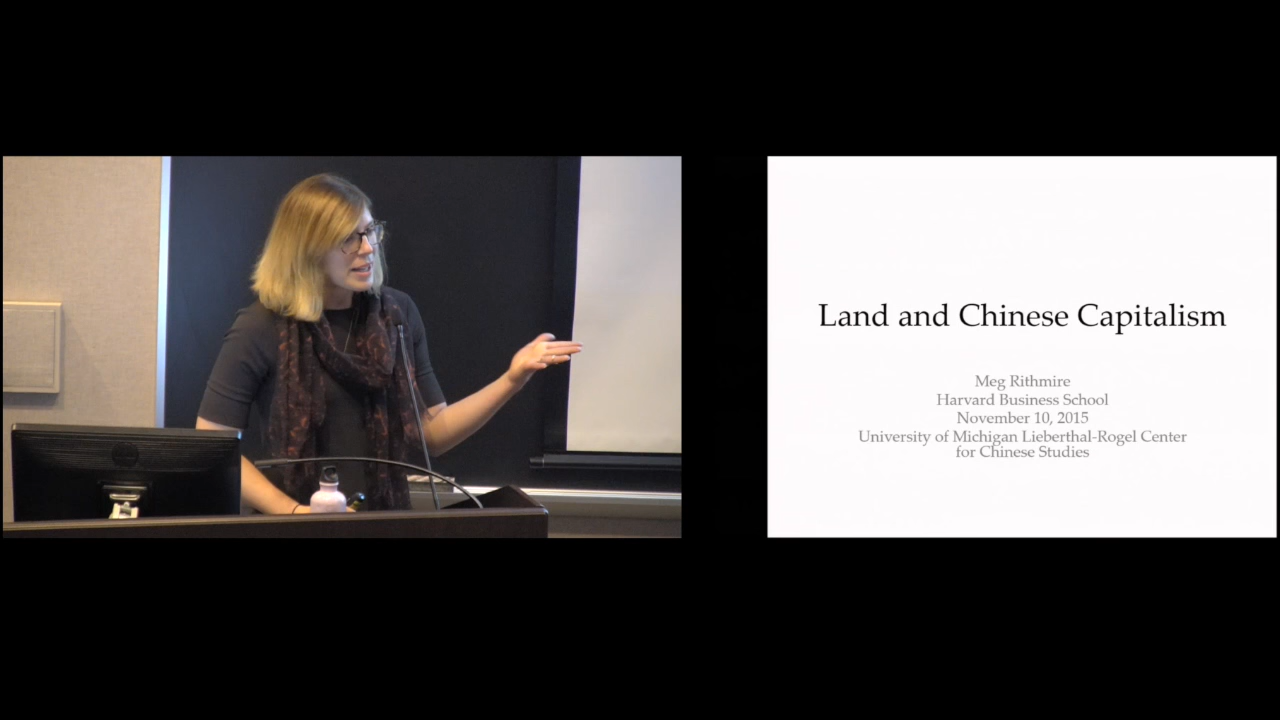 Land and Chinese Capitalism
Meg Rithmire
Harvard Business School
November 10, 2015
University of Michigan Lieberthal-Rogel Center
for Chinese Studies